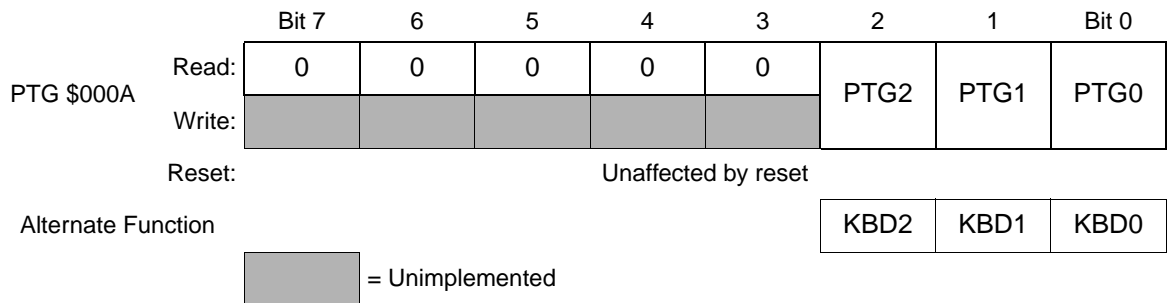 Bit 7 6 5 4 3 2 1 Bit 0
Read: 0 0 0 0 0
PTG $000A PTG2 PTG1 PTG0
Write:
Reset: Unaffected by reset
Alternate Function KBD2 KBD1 KBD0
= Unimplemented